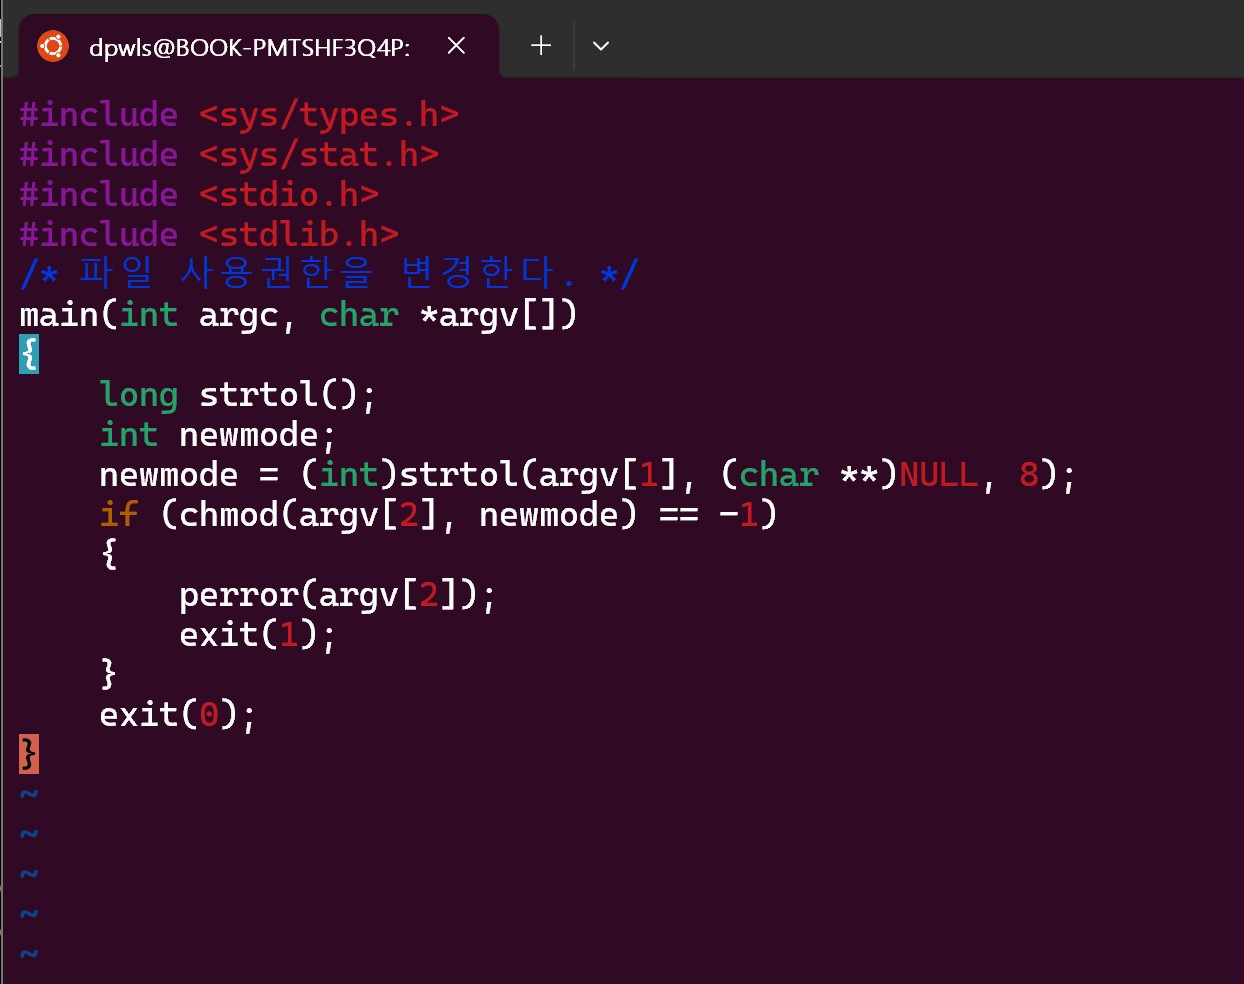 dpwls@BOOK-PMTSHF3Q4P:
#include <sys/types.h>
#include <sys/stat.h>
#include <stdio.h>
#include <stdlib.h>
/* 파일 사용권한을 변경한다. */
main(int argc, char *argv[])
{
    long strtol();
    int newmode;
    newmode = (int)strtol(argv[1], (char **)NULL, 8);
    if (chmod(argv[2], newmode) == -1)
    {
        perror(argv[2]);
        exit(1);
    }
    exit(0);
}
~
~
~
~
~